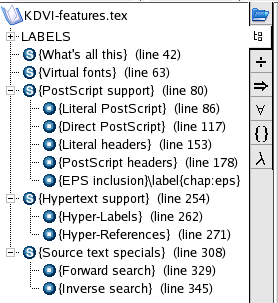 KDVI-features.tex
LABELS
{What's all this} (line 42)
{Virtual fonts} (line 63)
{PostScript support} (line 80)
{Literal PostScript} (line 86)
{Direct PostScript} (line 117)
{Literal headers} (line 153)
{PostScript headers} (line 178)
{EPS inclusion}\label{chap:eps}
{Hypertext support} (line 254)
{Hyper-Labels} (line 262)
{Hyper-References} (line 271)
{Source text specials} (line 308)
{Forward search} (line 329)
{Inverse search} (line 345)
÷
⇒
∀
{}
λ